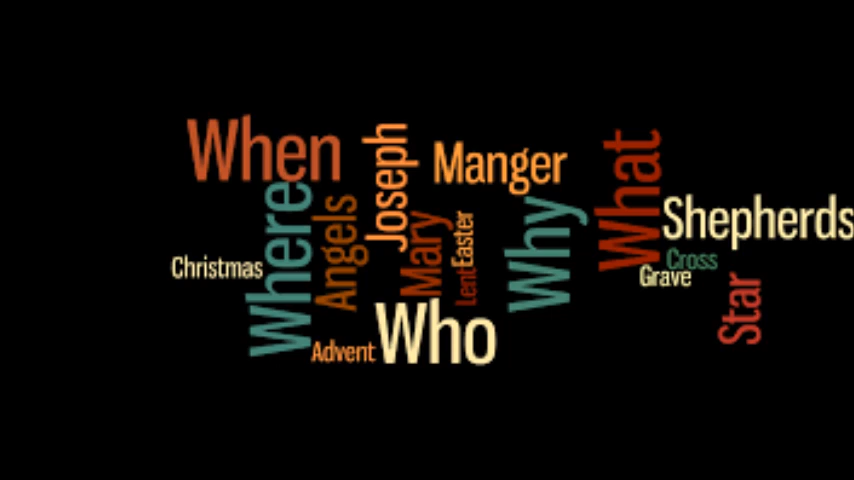 When
Joseph
Manger
What
Where
Angels
Mary
Easter
Lent
Why
Shepherds
Christmas
Cross
Grave
Star
Advent
Who